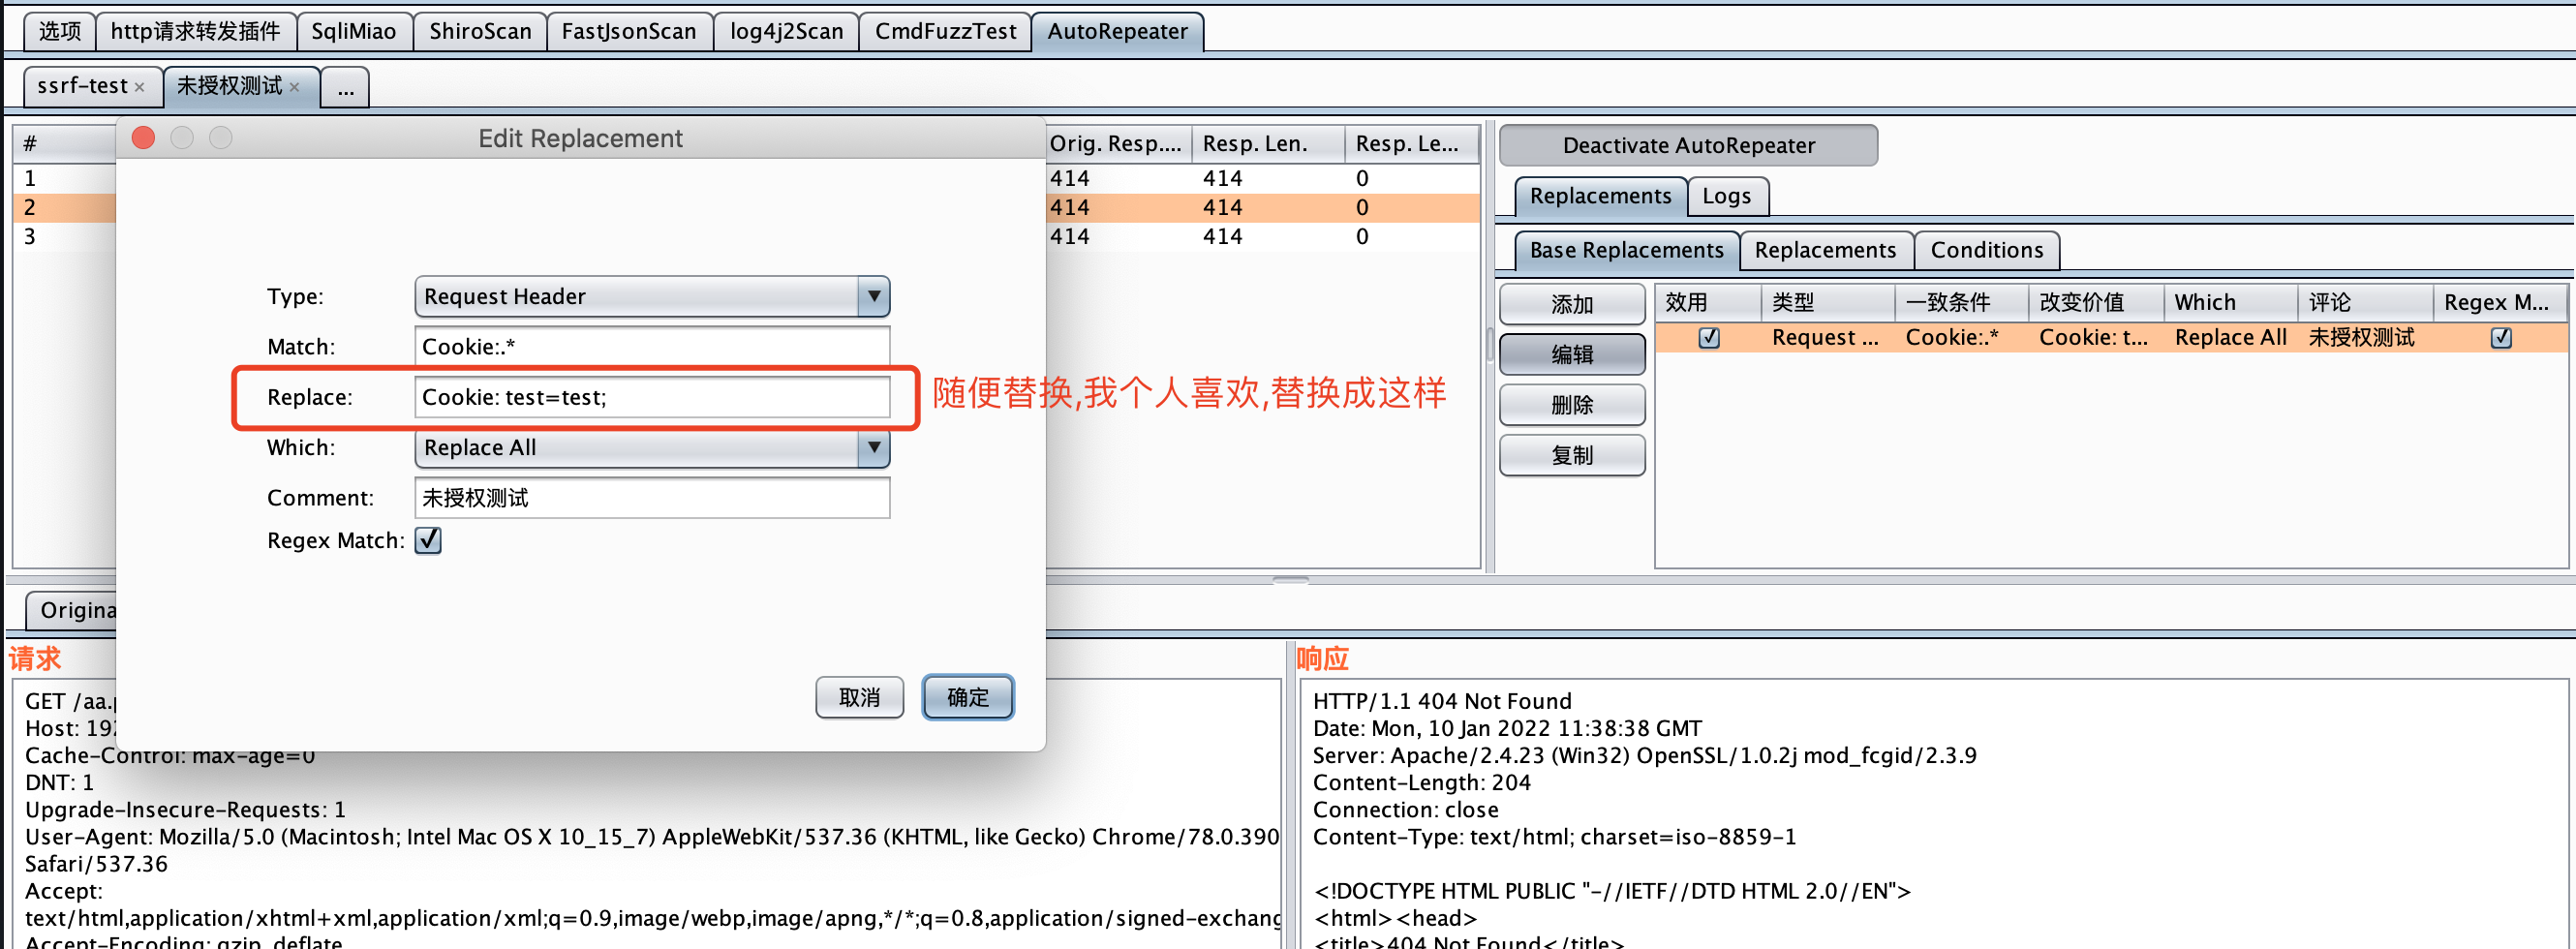 选项 http请求转发插件 SqliMiao ShiroScan FastJsonScan log4j2Scan CmdFuzzTest AutoRepeater
ssrf-test × 未授权测试 × ...
Edit Replacement
# Orig. Resp.... Resp. Len. Resp. Le...
1 414 414 0
2 414 414 0
3 414 414 0
Type: Request Header
Match: Cookie:.*
Replace: Cookie: test=test;
随便替换,我个人喜欢,替换成这样
Which: Replace All
Comment: 未授权测试
Regex Match:
取消 确定
Deactivate AutoRepeater
Replacements Logs
Base Replacements Replacements Conditions
添加
编辑
删除
复制
效用 类型 一致条件 改变价值 Which 评论 Regex M...
Request ... Cookie:.* Cookie: t... Replace All 未授权测试
Origina
请求
GET /aa.
Host: 192
Cache-Control: max-age=0
DNT: 1
Upgrade-Insecure-Requests: 1
User-Agent: Mozilla/5.0 (Macintosh; Intel Mac OS X 10_15_7) AppleWebKit/537.36 (KHTML, like Gecko) Chrome/78.0.390
Safari/537.36
Accept:
text/html,application/xhtml+xml,application/xml;q=0.9,image/webp,image/apng,*/*;q=0.8,application/signed-exchang
Accept-Encoding: gzip, deflate
响应
HTTP/1.1 404 Not Found
Date: Mon, 10 Jan 2022 11:38:38 GMT
Server: Apache/2.4.23 (Win32) OpenSSL/1.0.2j mod_fcgid/2.3.9
Content-Length: 204
Connection: close
Content-Type: text/html; charset=iso-8859-1
<!DOCTYPE HTML PUBLIC "-//IETF//DTD HTML 2.0//EN">
<html><head>
<title>404 Not Found</title>